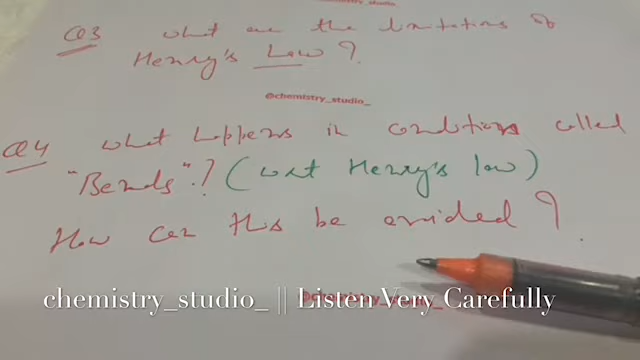 chemistry_studio_
Q3 what are the limitations of
Henry's Law ?
@chemistry_studio_
Q4 what happens in conditions called
"Bends"? (wrt Henry's law)
How can this be avoided ?
chemistry_studio_ || Listen Very Carefully